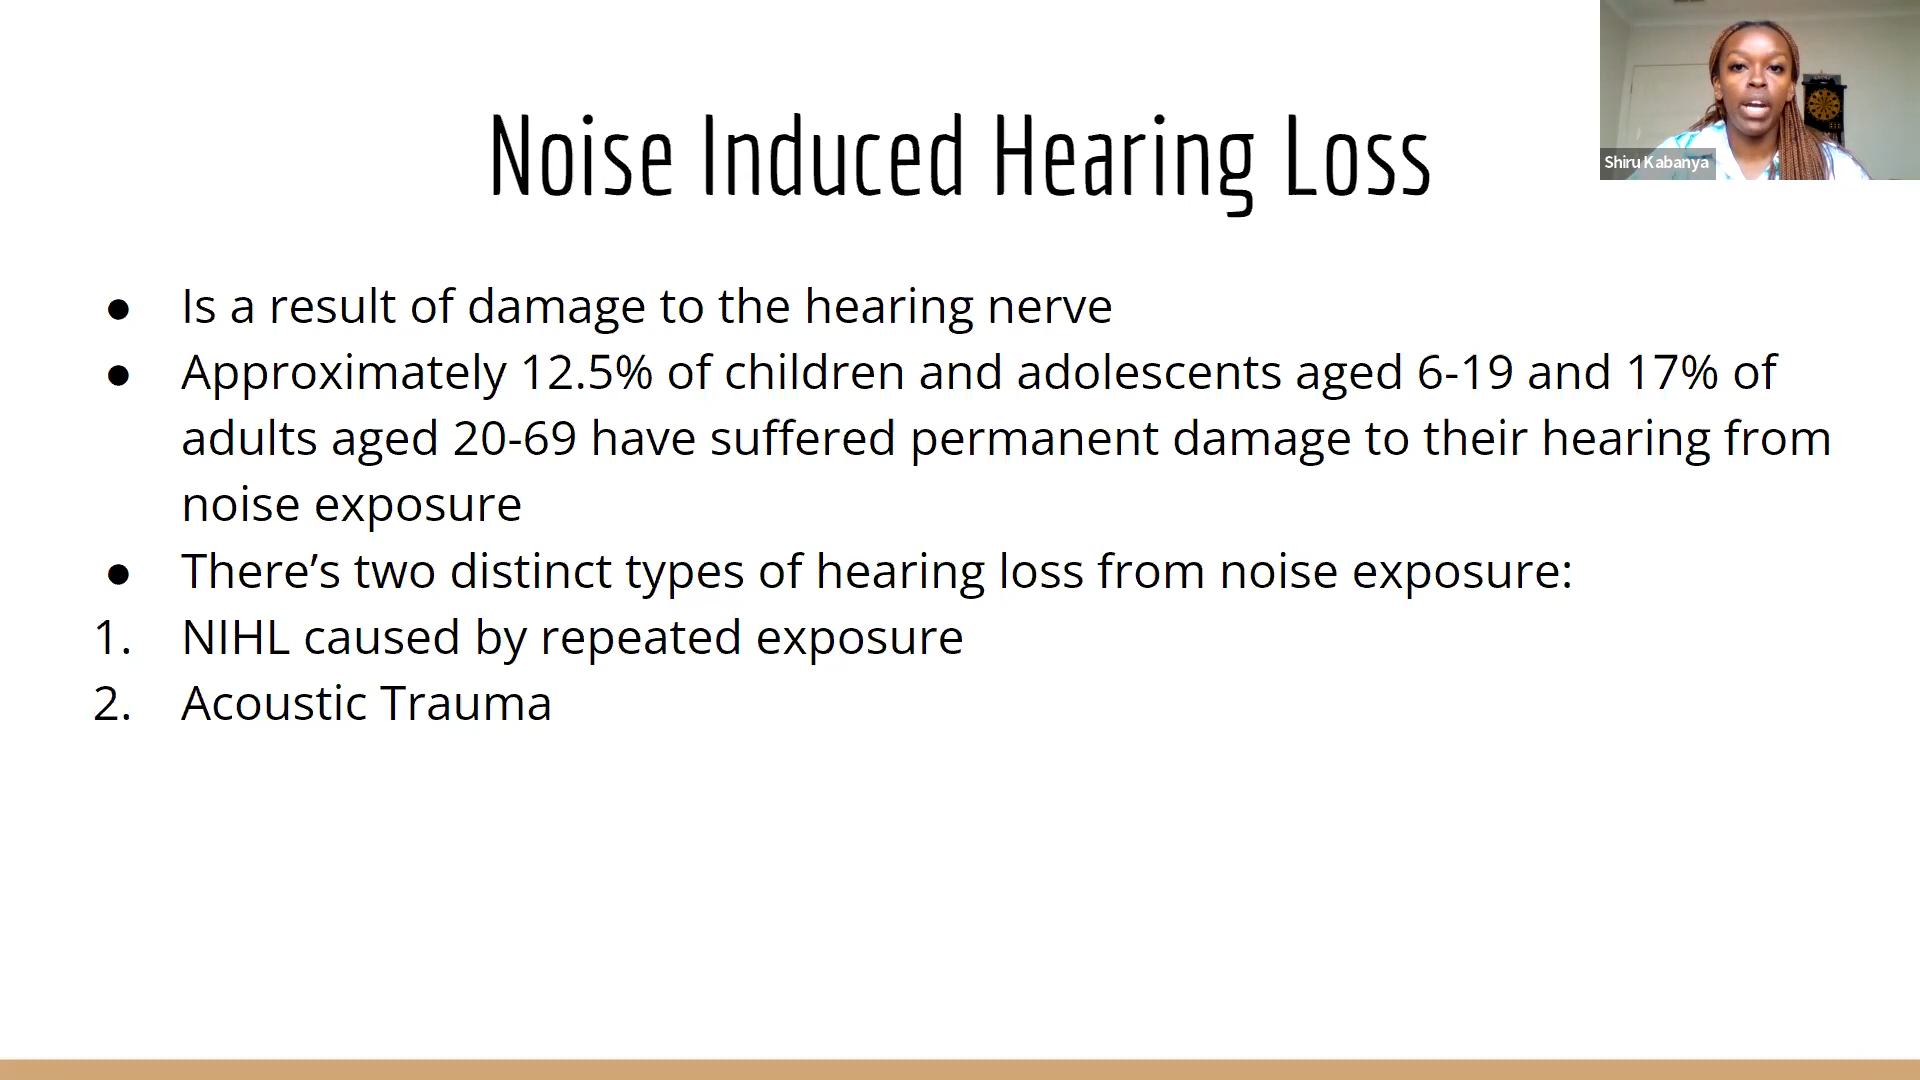 Noise Induced Hearing Loss
Shiru Kabanya
● Is a result of damage to the hearing nerve
● Approximately 12.5% of children and adolescents aged 6-19 and 17% of
adults aged 20-69 have suffered permanent damage to their hearing from
noise exposure
● There’s two distinct types of hearing loss from noise exposure:
1. NIHL caused by repeated exposure
2. Acoustic Trauma